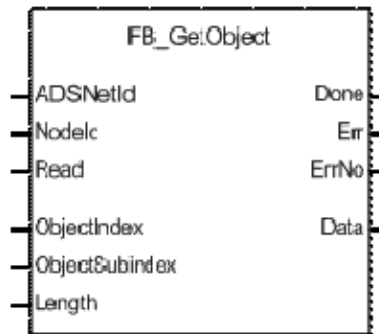 FB_GetObject
ADSNetId Done
NodeId Err
Read ErrNo
ObjectIndex Data
ObjectSubindex
Length